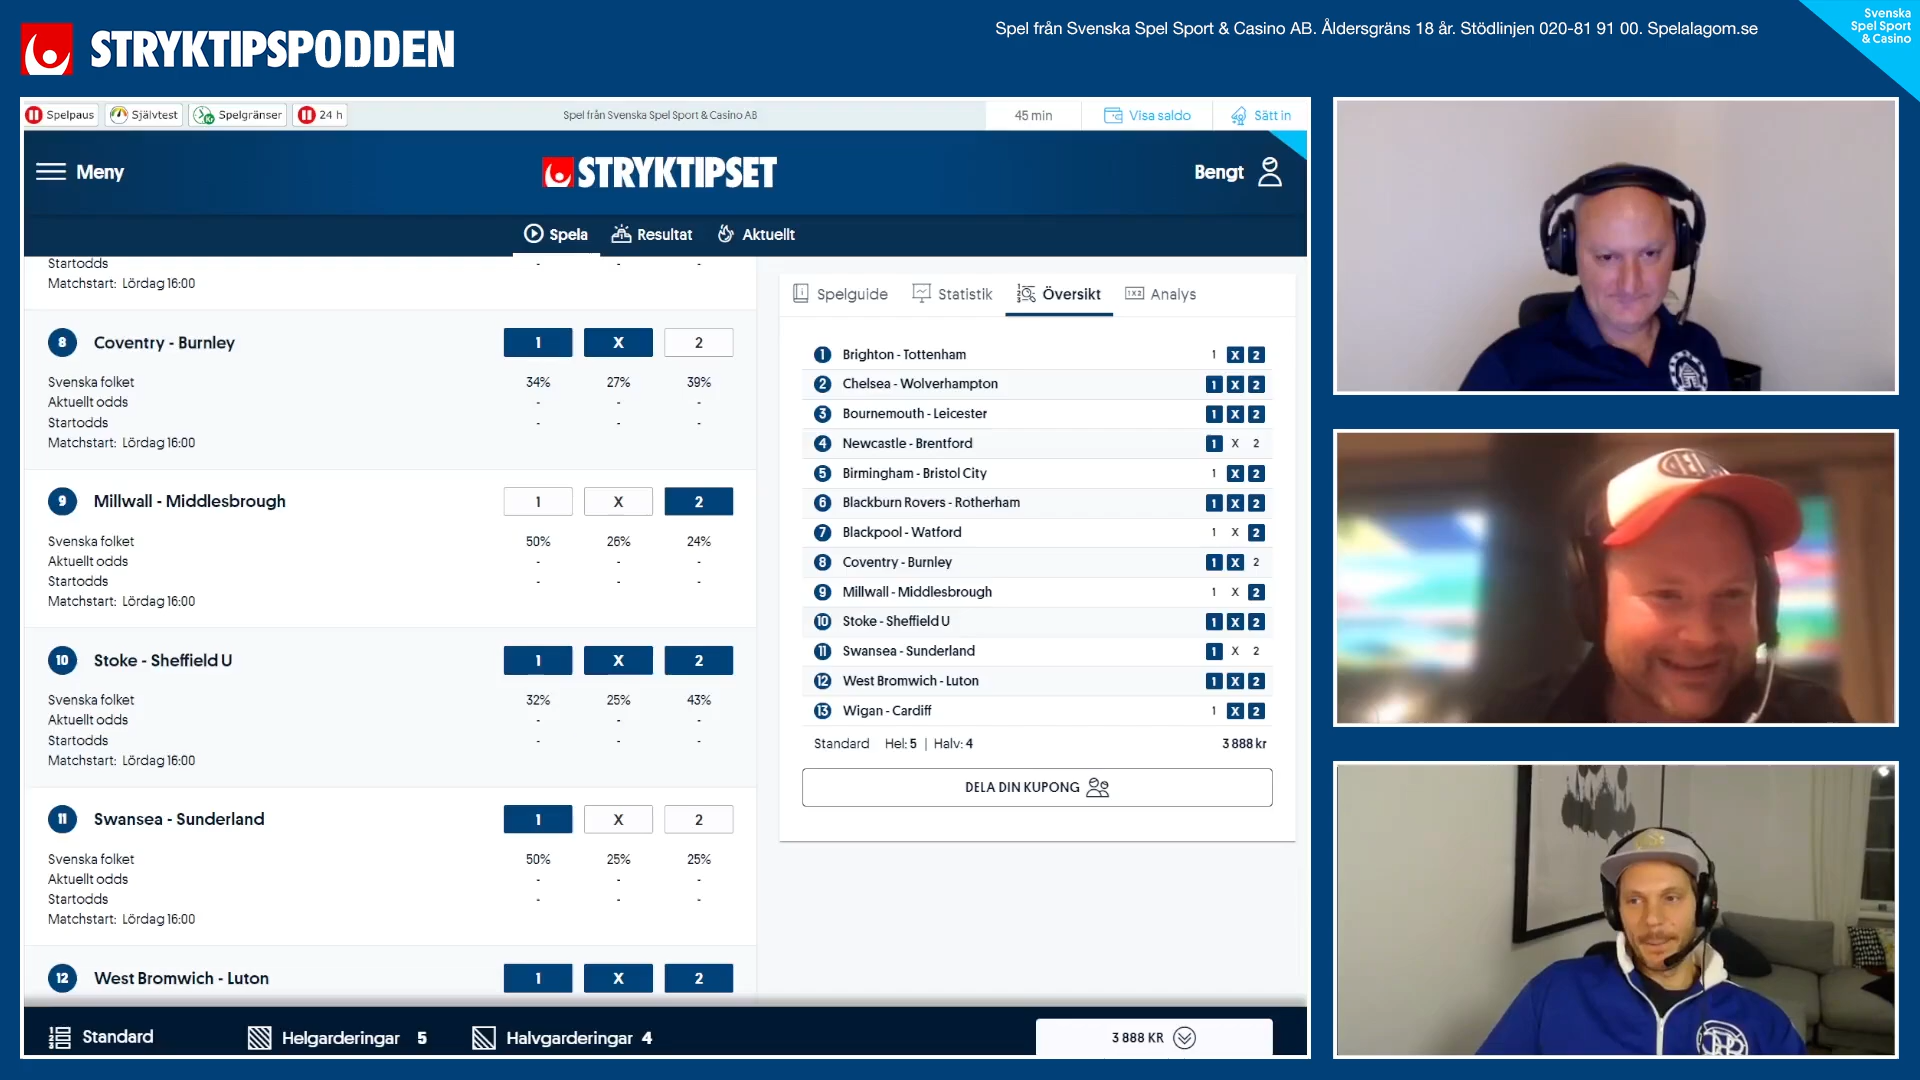 STRYKTIPSPODDEN
Spel från Svenska Spel Sport & Casino AB. Åldersgräns 18 år. Stödlinjen 020-81 91 00. Spelalagom.se
Svenska
Spel Sport
& Casino
Spelpaus
Självtest
Spelgränser
24 h
Spel från Svenska Spel Sport & Casino AB
45 min
Visa saldo
Sätt in
Meny
STRYKTIPSET
Bengt
Spela
Resultat
Aktuellt
Startodds - - -
Matchstart: Lördag 16:00
8 Coventry - Burnley 1 X 2
Svenska folket 34% 27% 39%
Aktuellt odds - - -
Startodds - - -
Matchstart: Lördag 16:00
9 Millwall - Middlesbrough 1 X 2
Svenska folket 50% 26% 24%
Aktuellt odds - - -
Startodds - - -
Matchstart: Lördag 16:00
10 Stoke - Sheffield U 1 X 2
Svenska folket 32% 25% 43%
Aktuellt odds - - -
Startodds - - -
Matchstart: Lördag 16:00
11 Swansea - Sunderland 1 X 2
Svenska folket 50% 25% 25%
Aktuellt odds - - -
Startodds - - -
Matchstart: Lördag 16:00
12 West Bromwich - Luton 1 X 2
Spelguide
Statistik
Översikt
Analys
1 Brighton - Tottenham 1 X 2
2 Chelsea - Wolverhampton 1 X 2
3 Bournemouth - Leicester 1 X 2
4 Newcastle - Brentford 1 X 2
5 Birmingham - Bristol City 1 X 2
6 Blackburn Rovers - Rotherham 1 X 2
7 Blackpool - Watford 1 X 2
8 Coventry - Burnley 1 X 2
9 Millwall - Middlesbrough 1 X 2
10 Stoke - Sheffield U 1 X 2
11 Swansea - Sunderland 1 X 2
12 West Bromwich - Luton 1 X 2
13 Wigan - Cardiff 1 X 2
Standard Hel: 5 | Halv: 4 3 888 kr
DELA DIN KUPONG
Standard
Helgarderingar 5
Halvgarderingar 4
3 888 KR